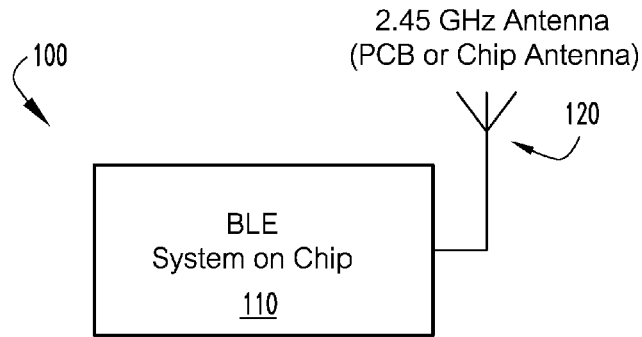 2.45 GHz Antenna
(PCB or Chip Antenna)
100
120
BLE
System on Chip
110